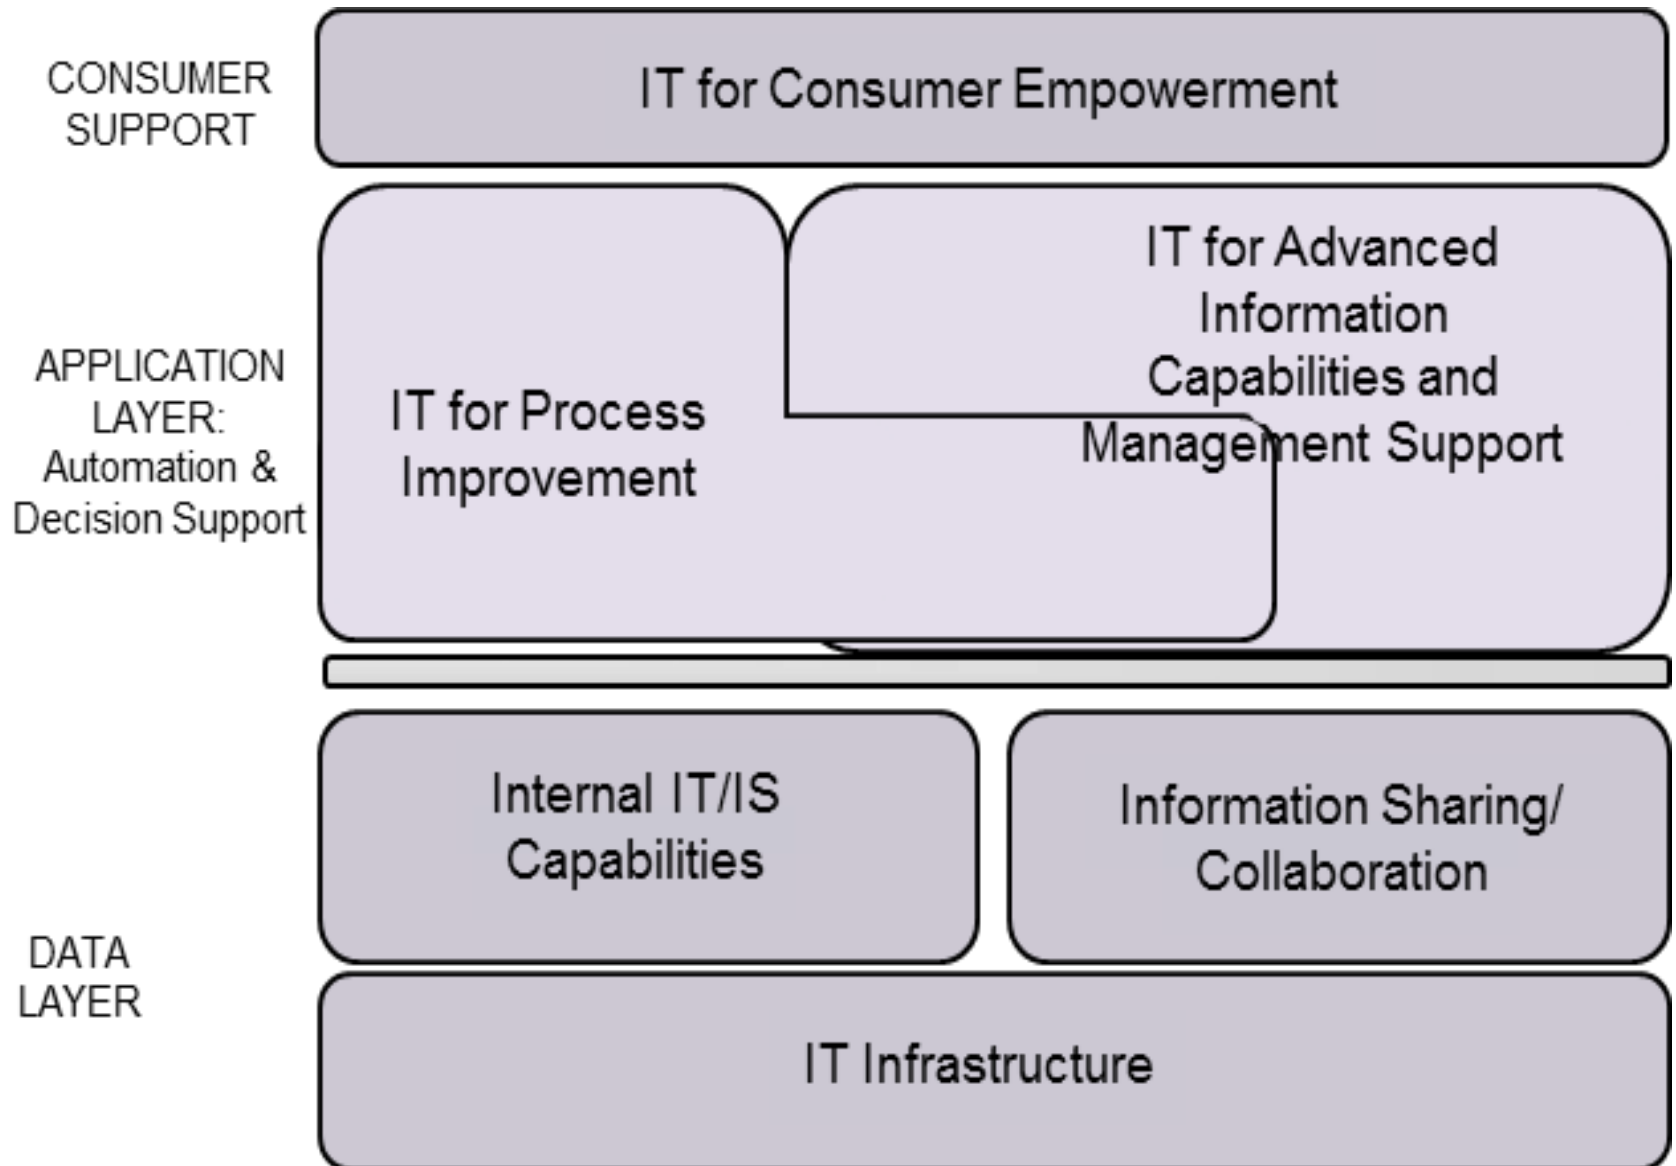 CONSUMER
SUPPORT
IT for Consumer Empowerment
APPLICATION
LAYER:
Automation &
Decision Support
IT for Process
Improvement
IT for Advanced
Information
Capabilities and
Management Support
DATA
LAYER
Internal IT/IS
Capabilities
Information Sharing/
Collaboration
IT Infrastructure